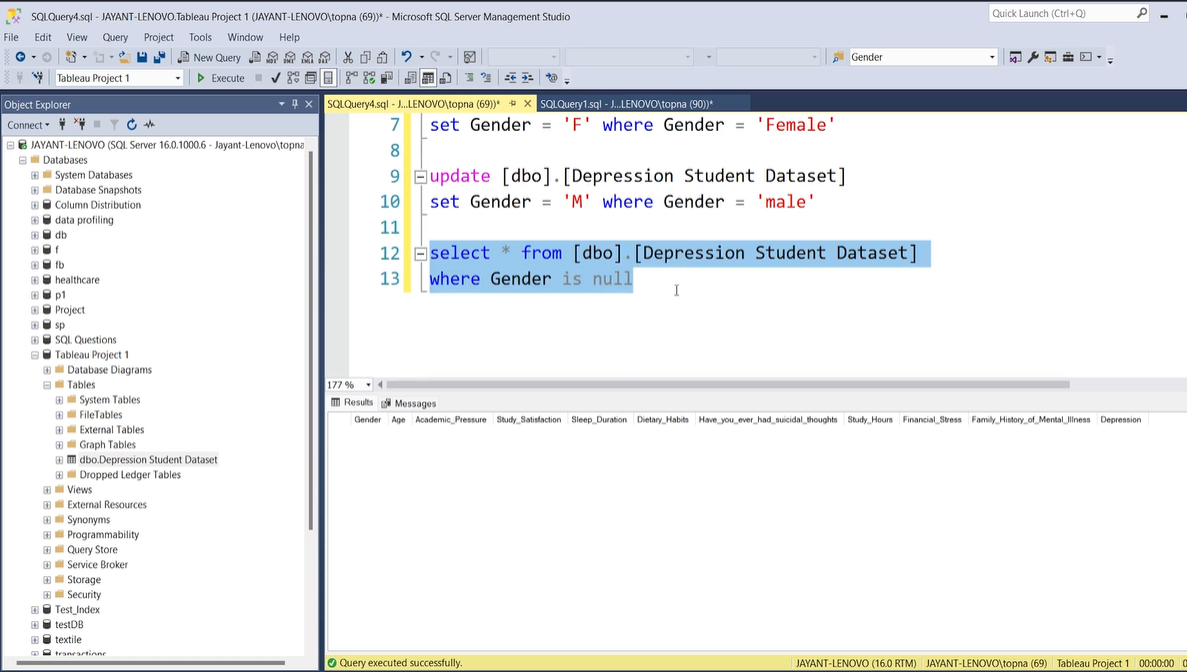 SQLQuery4.sql - JAYANT-LENOVO.Tableau Project 1 (JAYANT-LENOVO\topna (69))* - Microsoft SQL Server Management Studio
Quick Launch (Ctrl+Q)
File Edit View Query Project Tools Window Help
New Query
Gender
Tableau Project 1
Execute
Object Explorer
SQLQuery4.sql - J...LENOVO\topna (69))*
SQLQuery1.sql - J...LENOVO\topna (90))*
Connect
JAYANT-LENOVO (SQL Server 16.0.1000.6 - Jayant-Lenovo\topna
Databases
System Databases
Database Snapshots
Column Distribution
data profiling
db
f
fb
healthcare
p1
Project
sp
SQL Questions
Tableau Project 1
Database Diagrams
Tables
System Tables
FileTables
External Tables
Graph Tables
dbo.Depression Student Dataset
Dropped Ledger Tables
Views
External Resources
Synonyms
Programmability
Query Store
Service Broker
Storage
Security
Test_Index
testDB
textile
transactions
7 set Gender = 'F' where Gender = 'Female'
8
9 update [dbo].[Depression Student Dataset]
10 set Gender = 'M' where Gender = 'male'
11
12 select * from [dbo].[Depression Student Dataset]
13 where Gender is null
177 %
Results Messages
Gender Age Academic_Pressure Study_Satisfaction Sleep_Duration Dietary_Habits Have_you_ever_had_suicidal_thoughts Study_Hours Financial_Stress Family_History_of_Mental_Illness Depression
Query executed successfully.
JAYANT-LENOVO (16.0 RTM) JAYANT-LENOVO\topna (69) Tableau Project 1 00:00:00